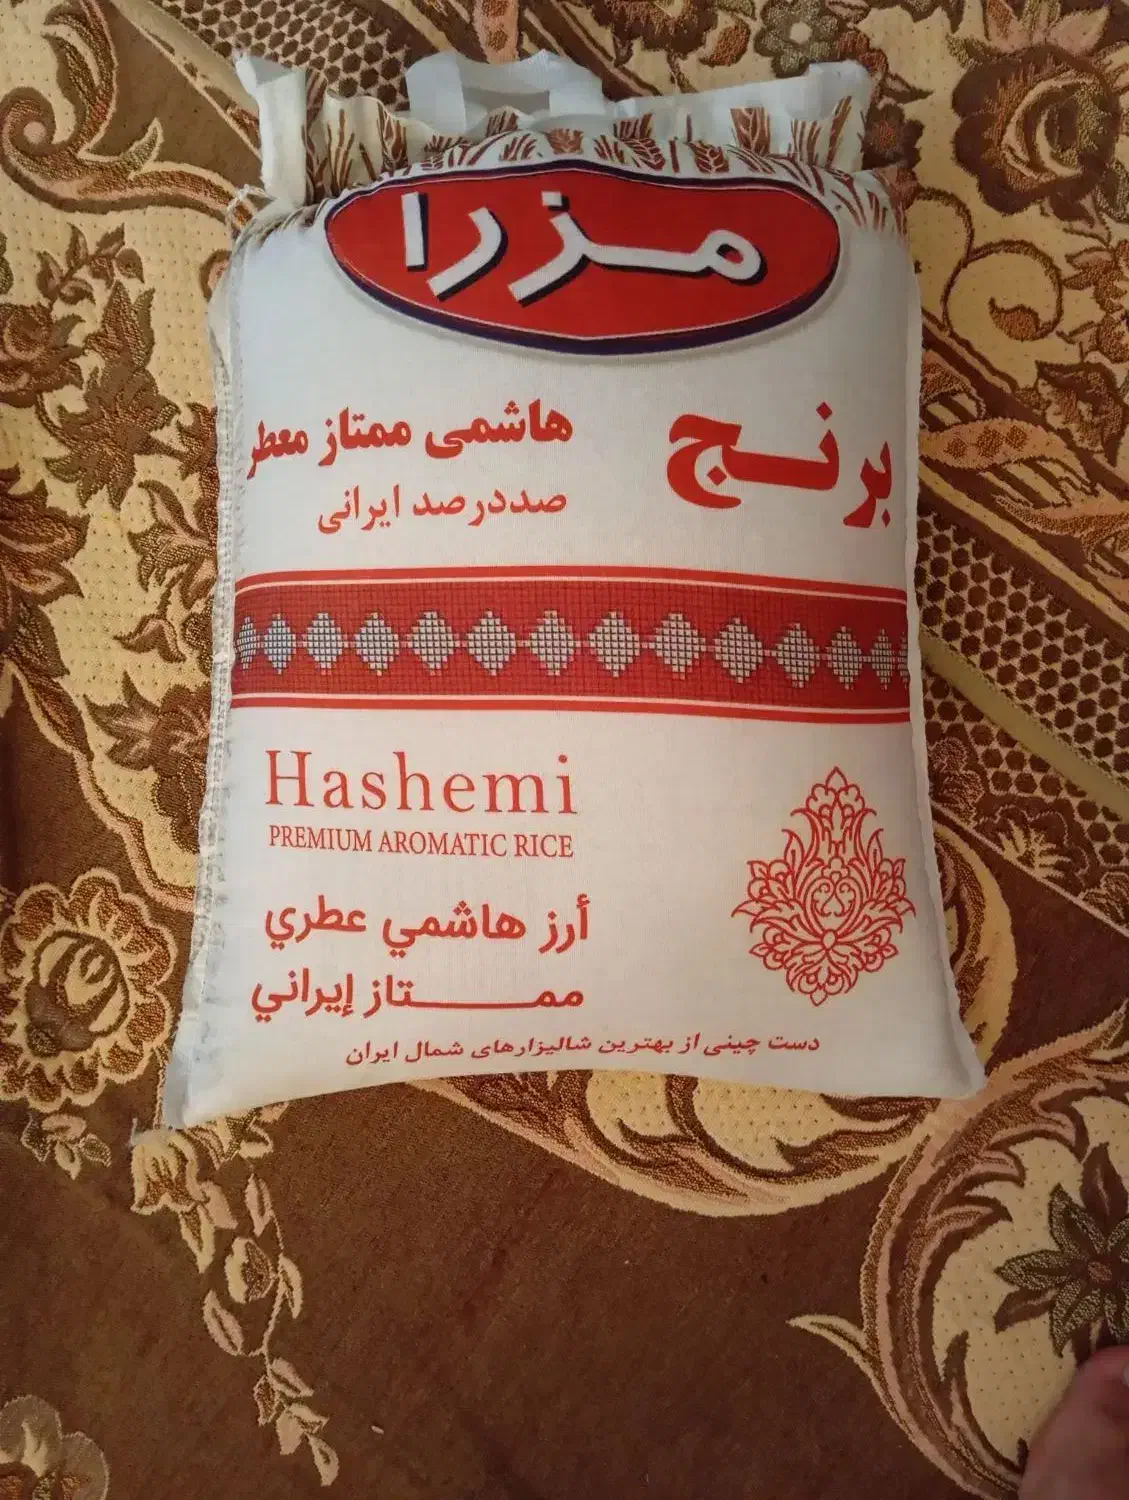 مزرا
برنج
هاشمی ممتاز معطر
صددرصد ایرانی
Hashemi
PREMIUM AROMATIC RICE
أرز هاشمي عطري
ممتاز إيراني
دست چینی از بهترین شالیزارهای شمال ایران